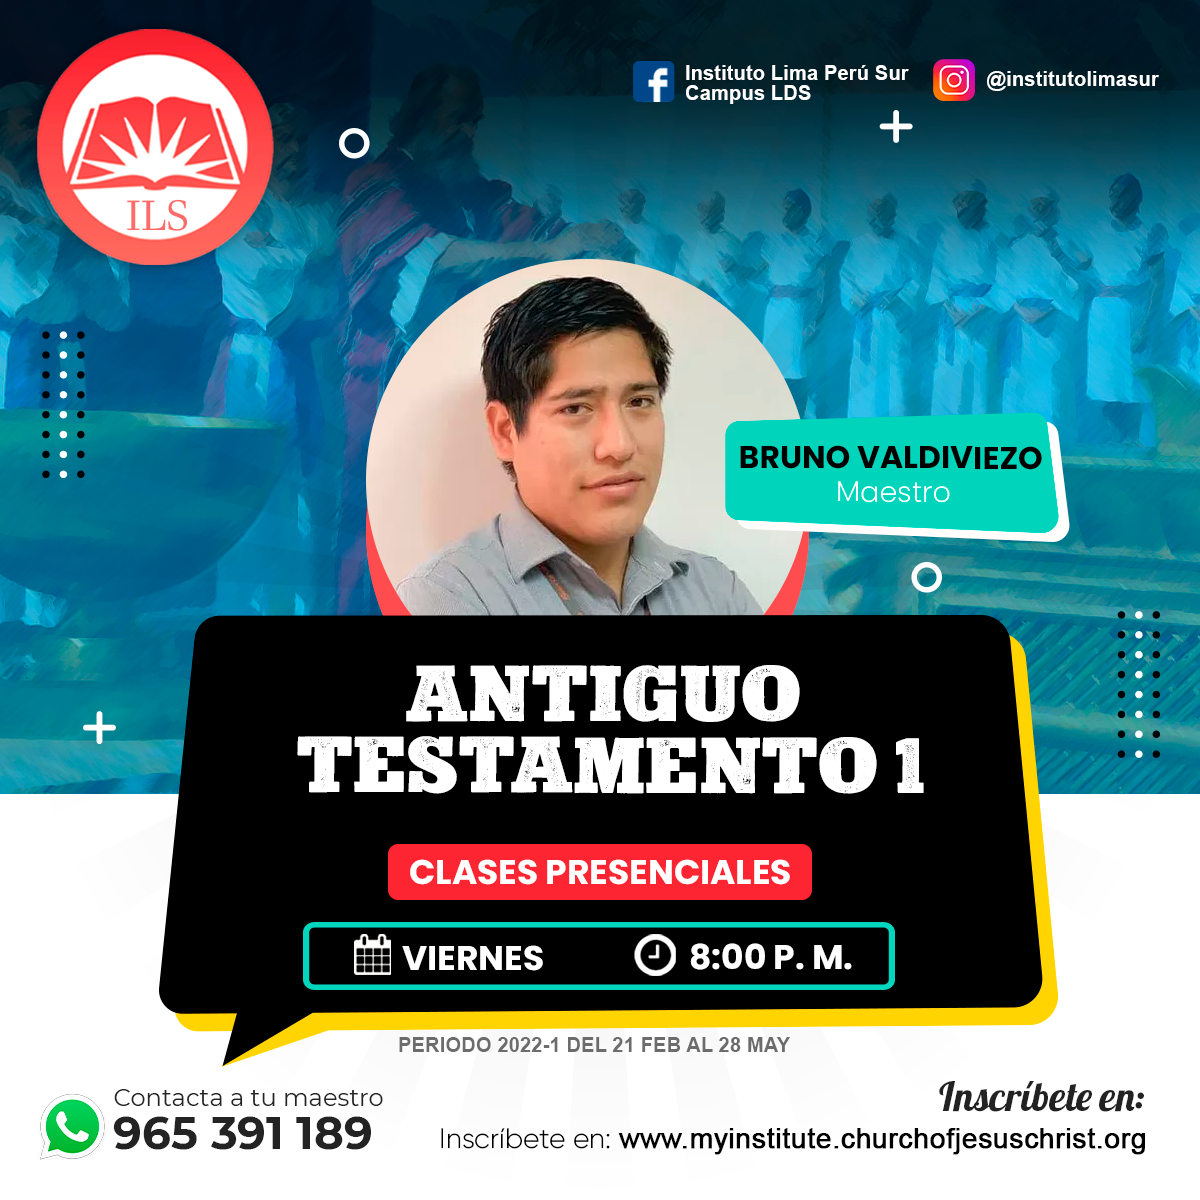 ILS
Instituto Lima Perú Sur
Campus LDS
@institutolimasur
BRUNO VALDIVIEZO
Maestro
ANTIGUO
TESTAMENTO 1
CLASES PRESENCIALES
VIERNES
8:00 P. M.
PERIODO 2022-1 DEL 21 FEB AL 28 MAY
Contacta a tu maestro
965 391 189
Inscríbete en:
Inscríbete en: www.myinstitute.churchofjesuschrist.org